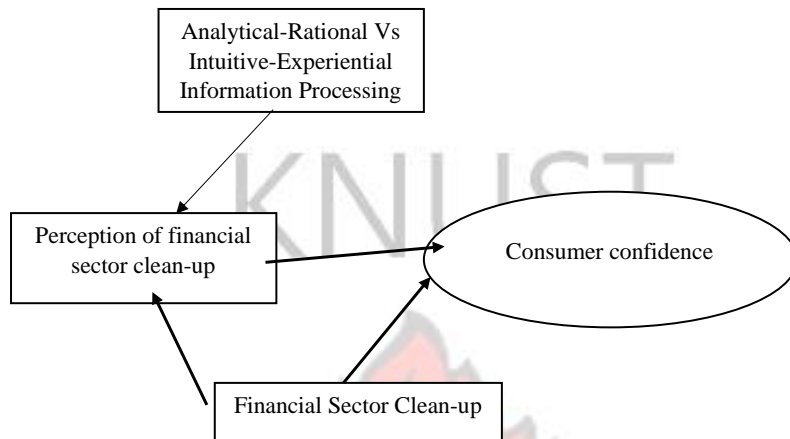 Analytical-Rational Vs
Intuitive-Experiential
Information Processing
KNUST
Perception of financial
sector clean-up
Consumer confidence
Financial Sector Clean-up